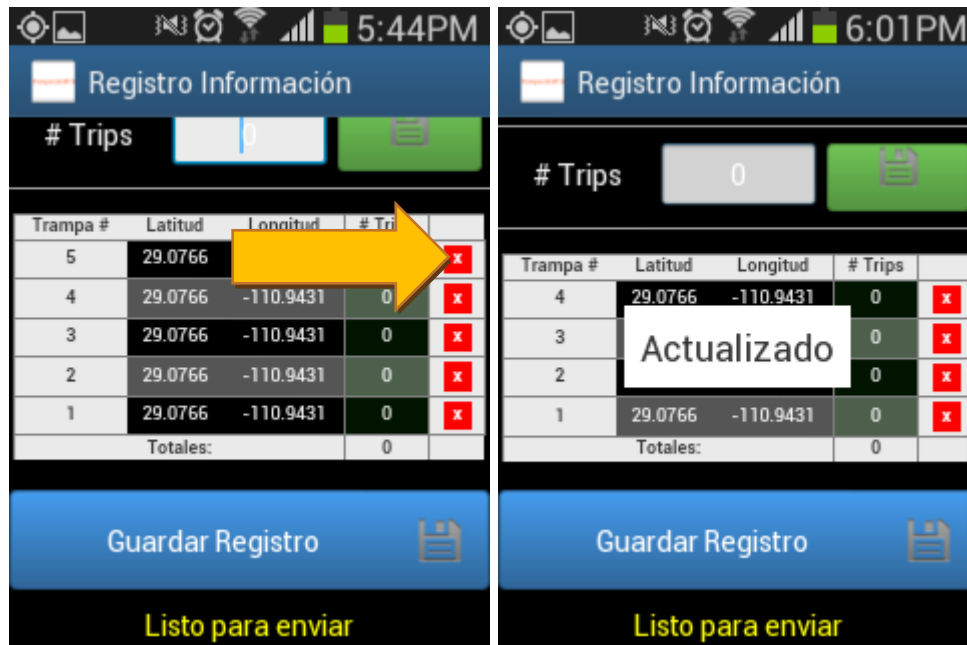 5:44PM
Registro Información
# Trips 0
Trampa # Latitud Longitud # Tri
5 29.0766 x
4 29.0766 -110.9431 0 x
3 29.0766 -110.9431 0 x
2 29.0766 -110.9431 0 x
1 29.0766 -110.9431 0 x
Totales: 0
Guardar Registro
Listo para enviar
6:01PM
Registro Información
# Trips 0
Trampa # Latitud Longitud # Trips
4 29.0766 -110.9431 0 x
3 0 x
Actualizado
2 0 x
1 29.0766 -110.9431 0 x
Totales: 0
Guardar Registro
Listo para enviar